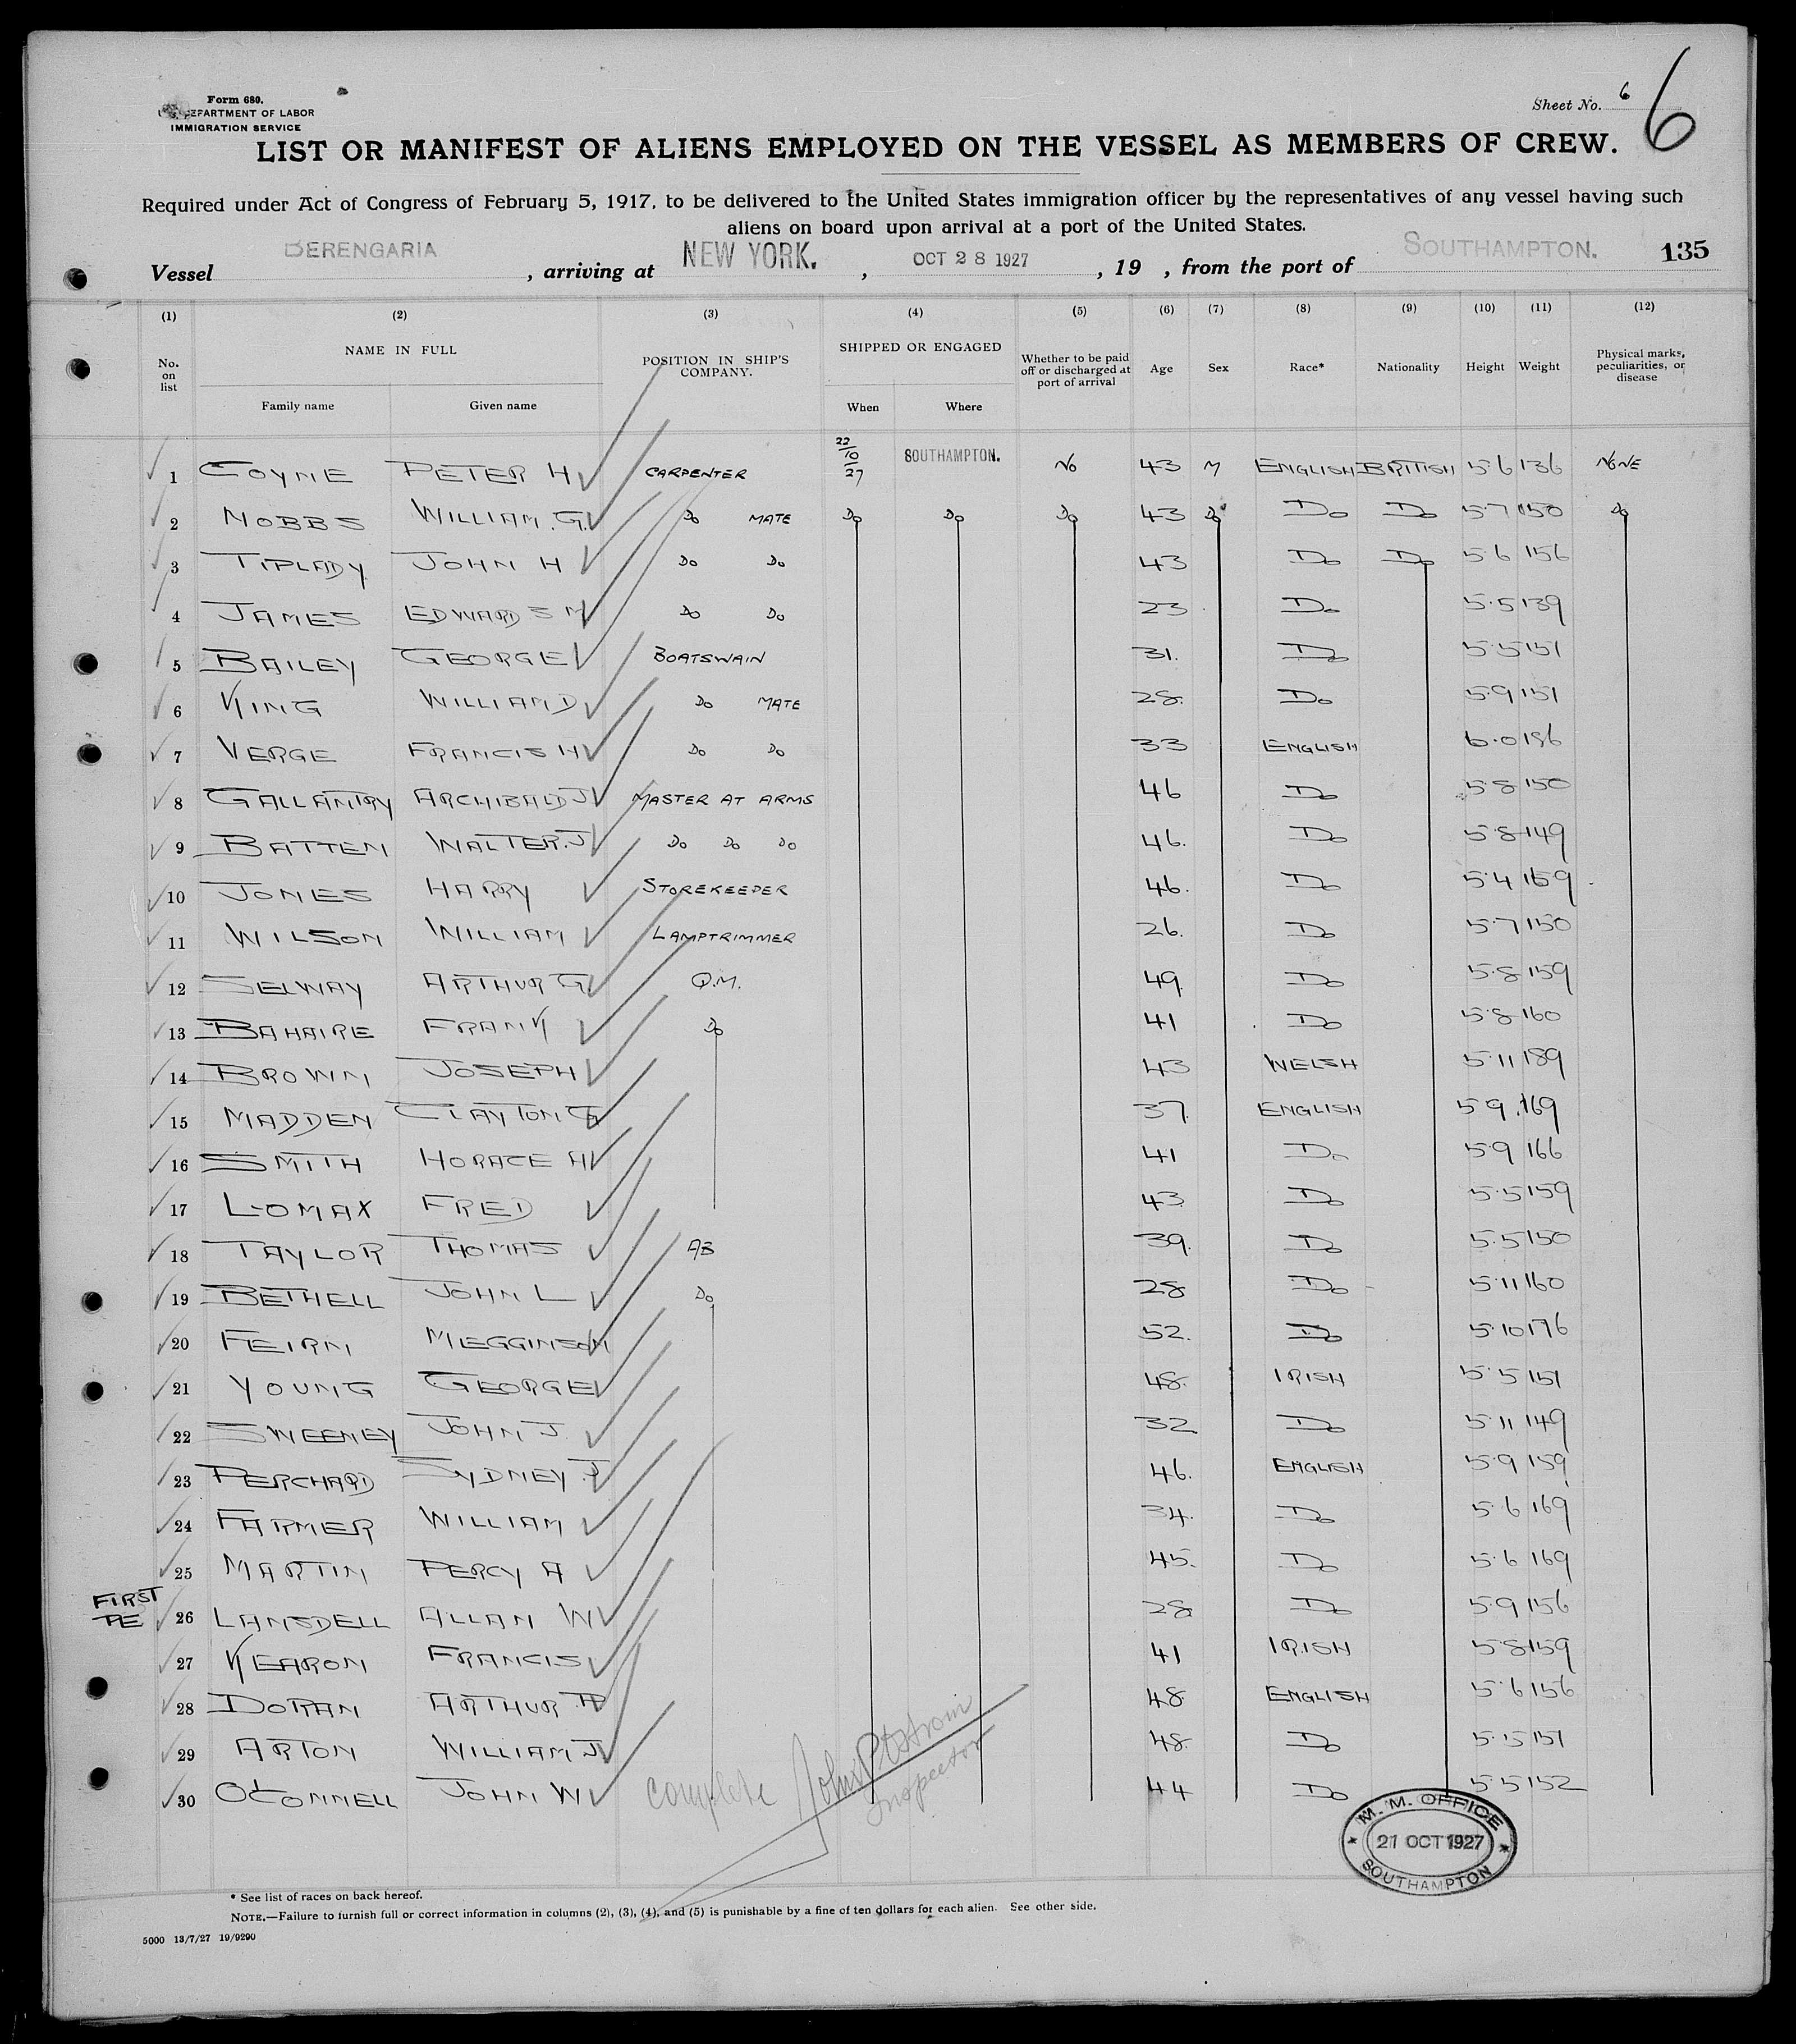 Form 680.
U. S. DEPARTMENT OF LABOR
IMMIGRATION SERVICE
Sheet No. 6
6
LIST OR MANIFEST OF ALIENS EMPLOYED ON THE VESSEL AS MEMBERS OF CREW.
Required under Act of Congress of February 5, 1917, to be delivered to the United States immigration officer by the representatives of any vessel having such
aliens on board upon arrival at a port of the United States.
Vessel BERENGARIA, arriving at NEW YORK., OCT 28 1927, 19 , from the port of SOUTHAMPTON. 135
(1) (2) (3) (4) (5) (6) (7) (8) (9) (10) (11) (12)
No. on list NAME IN FULL POSITION IN SHIP'S COMPANY. SHIPPED OR ENGAGED Whether to be paid off or discharged at port of arrival Age Sex Race* Nationality Height Weight Physical marks, peculiarities, or disease
Family name Given name When Where
1 COYNE PETER H CARPENTER 22/10/27 SOUTHAMPTON. NO 43 M ENGLISH BRITISH 5·6 136 NONE
2 NOBBS WILLIAM.G. DO MATE DO DO DO 43 DO DO DO 5·7 150 DO
3 TIPLADY JOHN H DO DO 43 DO DO 5·6 156
4 JAMES EDWARD S M DO DO 23 DO 5·5 139
5 BAILEY GEORGE BOATSWAIN 31. DO 5·5 151
6 KING WILLIAM D DO MATE 28. DO 5·9 151
7 VERGE FRANCIS H DO DO 33 ENGLISH 6·0 186
8 GALLANTRY ARCHIBALD J MASTER AT ARMS 46 DO 5·8 150
9 BATTEN WALTER.J DO DO DO 46. DO 5·8 149
10 JONES HARRY STOREKEEPER 46. DO 5·4 159
11 WILSON WILLIAM LAMPTRIMMER 26. DO 5·7 150
12 SELWAY ARTHUR G Q.M. 49. DO 5·8 159
13 BAHAIRE FRANK DO 41 DO 5·8 160
14 BROWN JOSEPH 43 WELSH 5·11 189
15 MADDEN CLAYTON G 37. ENGLISH 5·9 169
16 SMITH HORACE A 41 DO 5·9 166
17 LOMAX FRED 43 DO 5·5 159
18 TAYLOR THOMAS AB 39. DO 5·5 150
19 BETHELL JOHN L DO 28 DO 5·11 160
20 FEIRN MEGGINSON 52. DO 5·10 176
21 YOUNG GEORGE 48. IRISH 5·5 151
22 SWEENEY JOHN J. 32 DO 5·11 149
23 PERCHARD SYDNEY J 46. ENGLISH 5·9 159
24 FARMER WILLIAM 34. DO 5·6 169
25 MARTIN PERCY A 45. DO 5·6 169
FIRST
26 LANSDELL ALLAN W 28 DO 5·9 156
27 KEARON FRANCIS 41 IRISH 5·8 159
28 DORAN ARTHUR 48. ENGLISH 5·6 156
29 ARTON WILLIAM J 48. DO 5·5 151
30 O'CONNELL JOHN W 44 DO 5·5 152
complete
Inspector
M. M. OFFICE
21 OCT 1927
SOUTHAMPTON
* See list of races on back hereof.
NOTE.—Failure to furnish full or correct information in columns (2), (3), (4), and (5) is punishable by a fine of ten dollars for each alien. See other side.
5000 13/7/27 19/9290